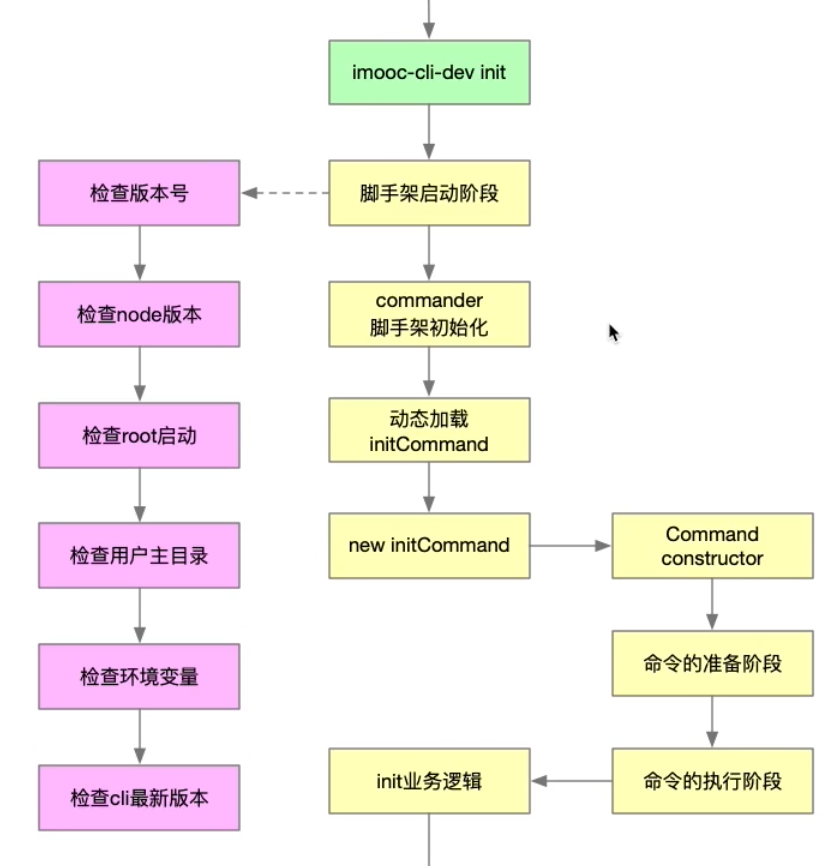 imooc-cli-dev init
脚手架启动阶段
检查版本号
检查node版本
检查root启动
检查用户主目录
检查环境变量
检查cli最新版本
commander
脚手架初始化
动态加载
initCommand
new initCommand
Command
constructor
命令的准备阶段
命令的执行阶段
init业务逻辑